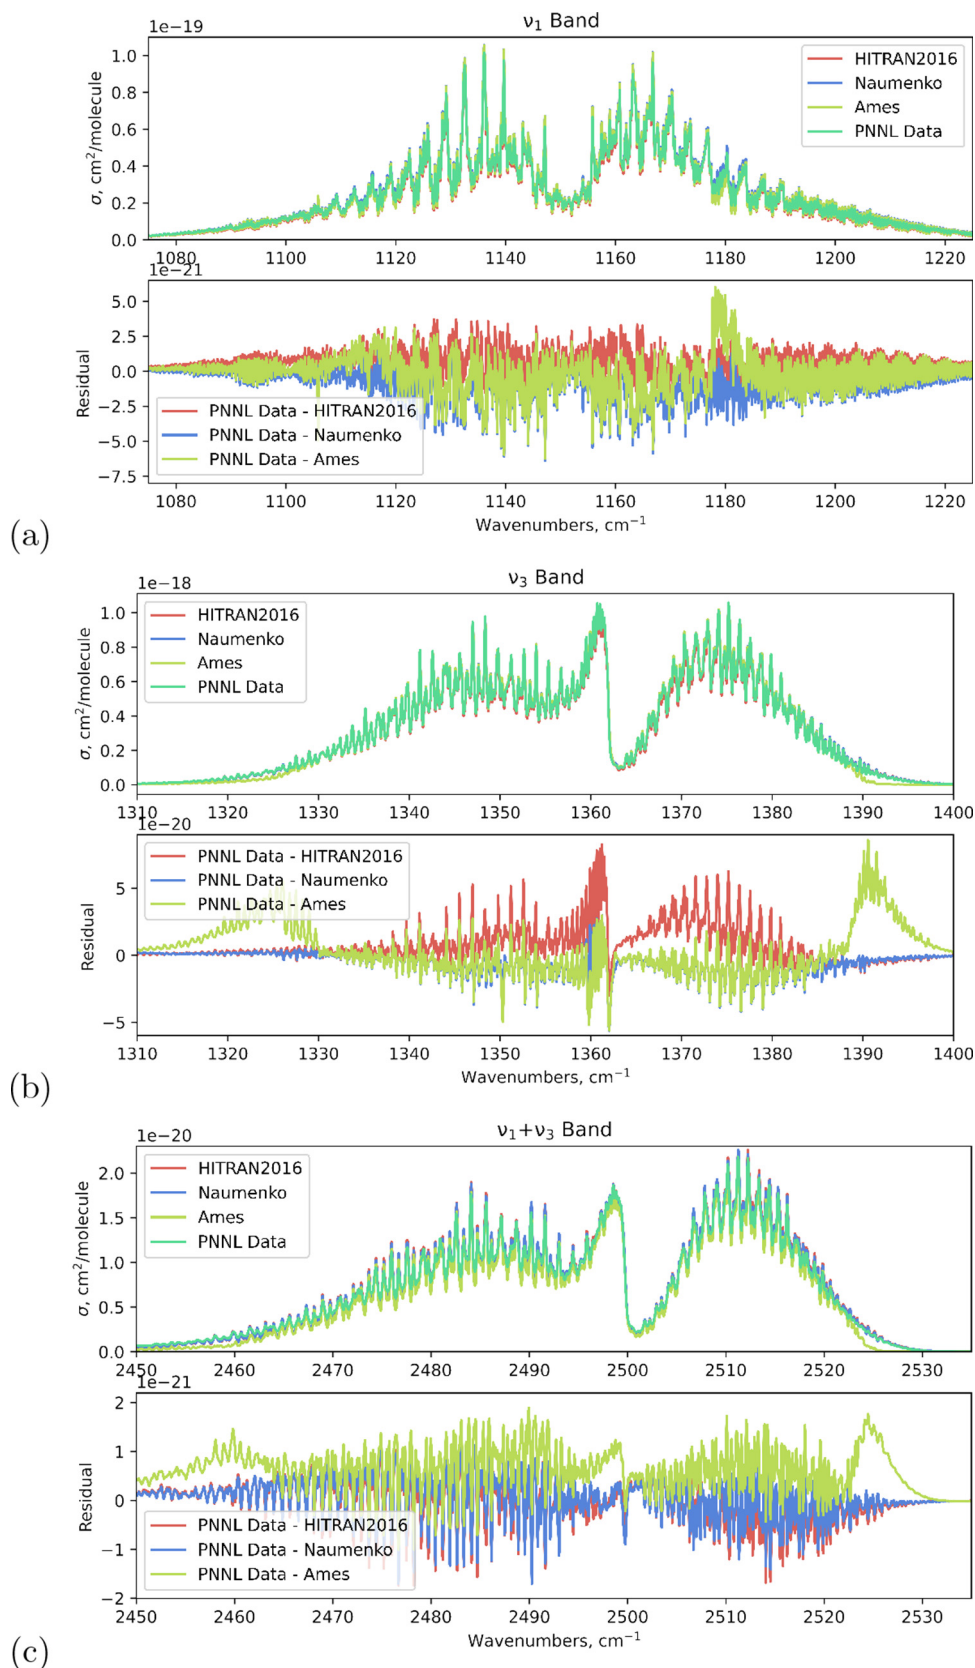 ν₁ Band
1e−19
σ, cm²/molecule
1.0
0.8
0.6
0.4
0.2
0.0
HITRAN2016
Naumenko
Ames
PNNL Data
1080 1100 1120 1140 1160 1180 1200 1220
1e−21
Residual
5.0
2.5
0.0
−2.5
−5.0
−7.5
PNNL Data - HITRAN2016
PNNL Data - Naumenko
PNNL Data - Ames
1080 1100 1120 1140 1160 1180 1200 1220
Wavenumbers, cm⁻¹
(a)
ν₃ Band
1e−18
σ, cm²/molecule
1.0
0.8
0.6
0.4
0.2
0.0
HITRAN2016
Naumenko
Ames
PNNL Data
1310 1320 1330 1340 1350 1360 1370 1380 1390 1400
1e−20
Residual
5
0
−5
PNNL Data - HITRAN2016
PNNL Data - Naumenko
PNNL Data - Ames
1310 1320 1330 1340 1350 1360 1370 1380 1390 1400
Wavenumbers, cm⁻¹
(b)
ν₁+ν₃ Band
1e−20
σ, cm²/molecule
2.0
1.5
1.0
0.5
0.0
HITRAN2016
Naumenko
Ames
PNNL Data
2450 2460 2470 2480 2490 2500 2510 2520 2530
1e−21
Residual
2
1
0
−1
−2
PNNL Data - HITRAN2016
PNNL Data - Naumenko
PNNL Data - Ames
2450 2460 2470 2480 2490 2500 2510 2520 2530
Wavenumbers, cm⁻¹
(c)